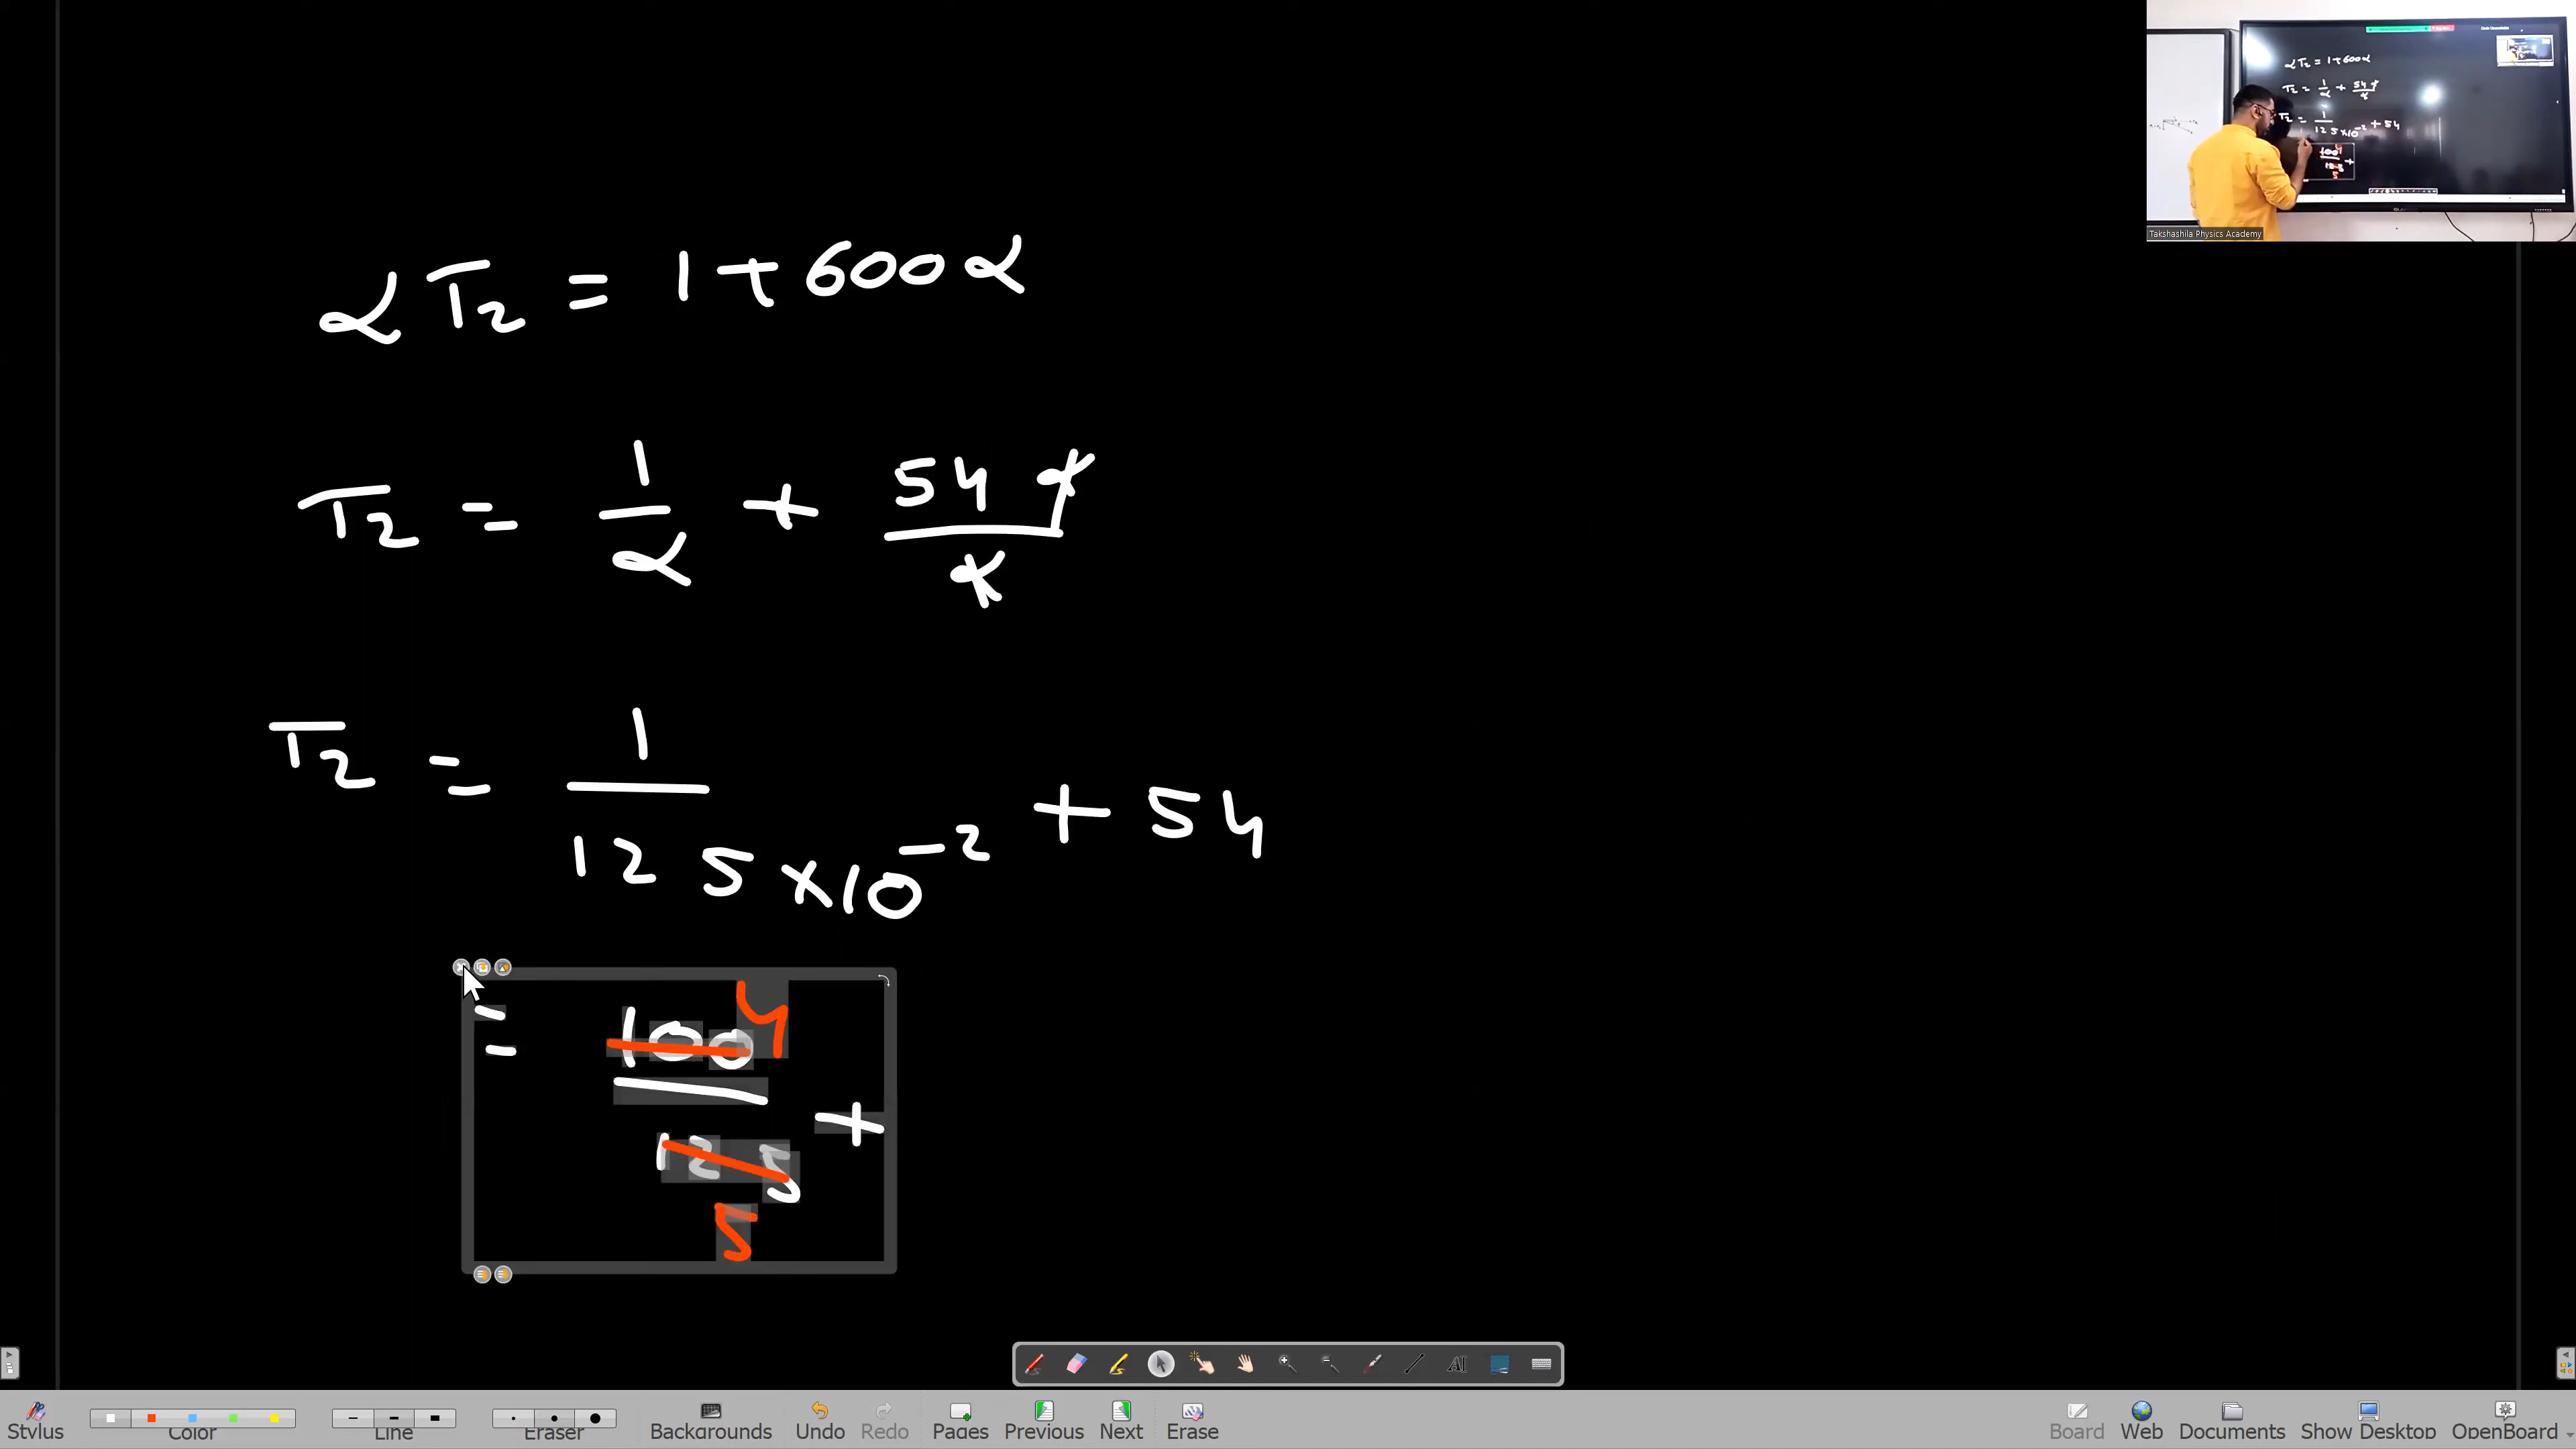 Takshashila Physics Academy
αT₂ = 1 + 600α
T₂ = 1/α + 54α/α
T₂ = 1/(125×10⁻²) + 54
= 100/125 +
4
5
Stylus Color Line Eraser Backgrounds Undo Redo Pages Previous Next Erase Board Web Documents Show Desktop OpenBoard